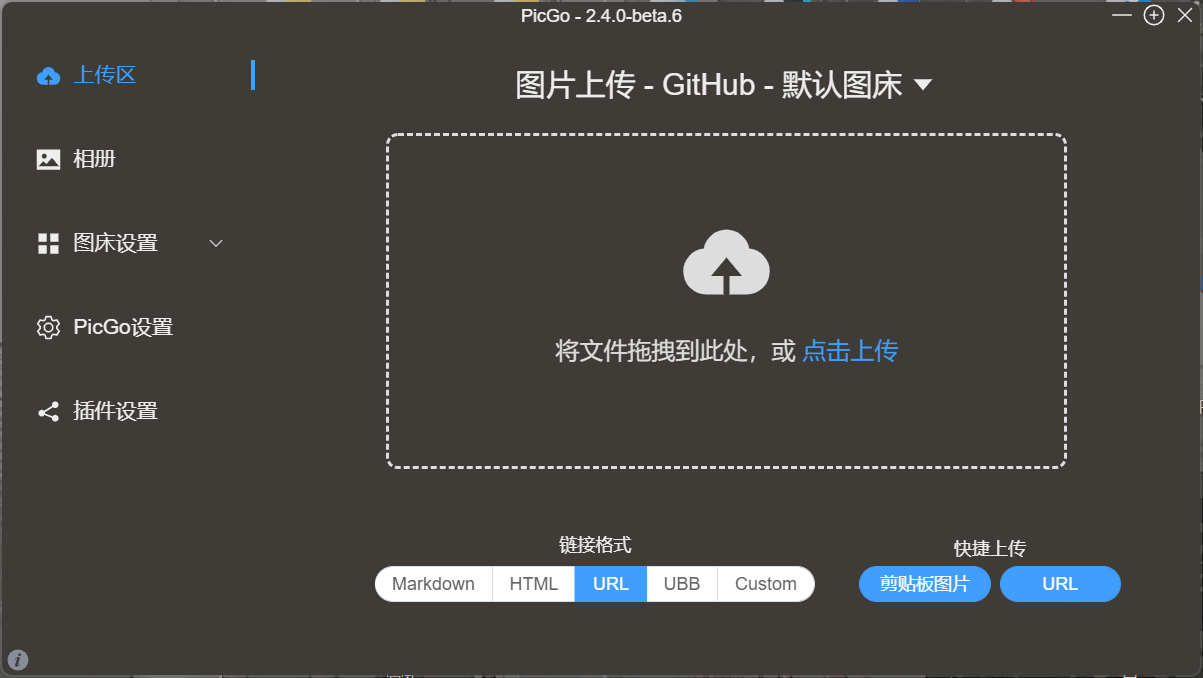 PicGo - 2.4.0-beta.6
上传区
相册
图床设置
PicGo设置
插件设置
图片上传 - GitHub - 默认图床
将文件拖拽到此处，或 点击上传
链接格式
Markdown HTML URL UBB Custom
快捷上传
剪贴板图片 URL